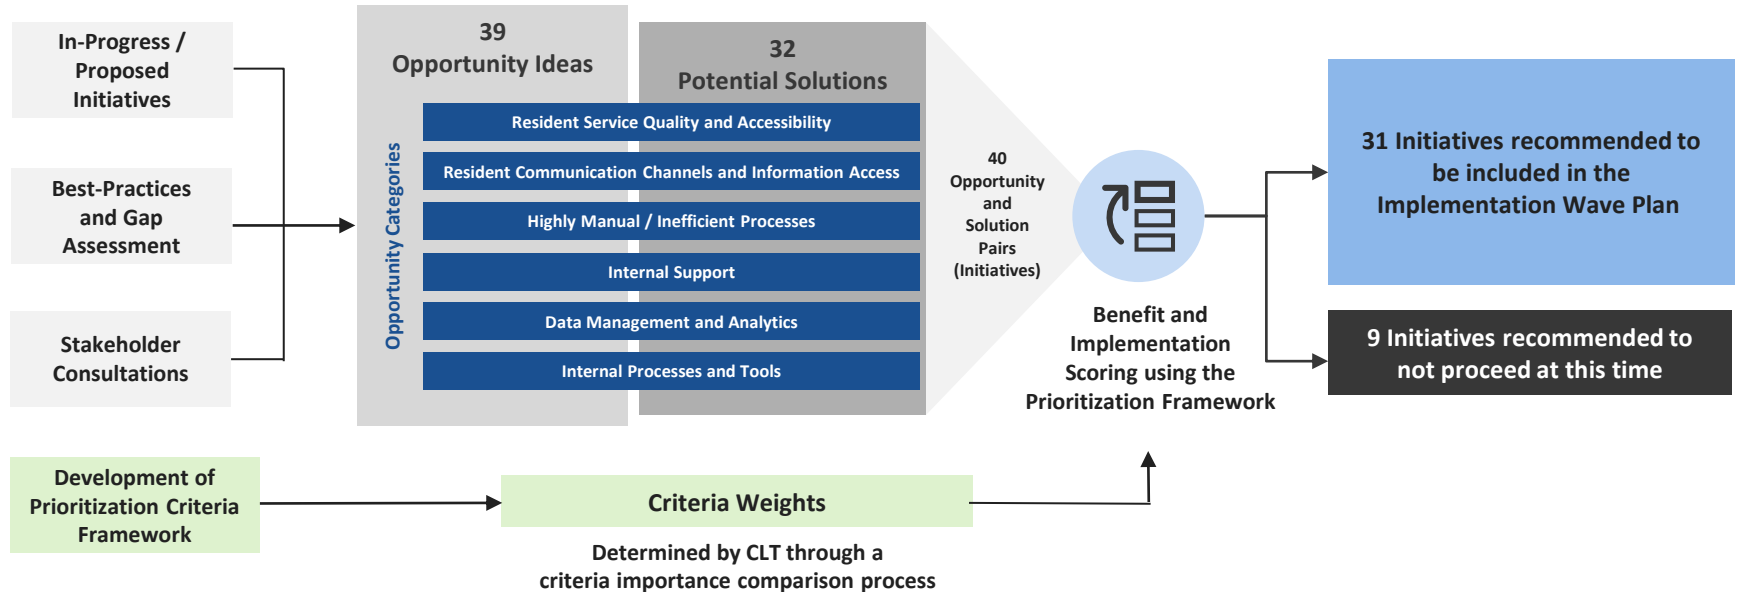 In-Progress /
Proposed
Initiatives
Best-Practices
and Gap
Assessment
Stakeholder
Consultations
39
Opportunity Ideas
32
Potential Solutions
Opportunity Categories
Resident Service Quality and Accessibility
Resident Communication Channels and Information Access
Highly Manual / Inefficient Processes
Internal Support
Data Management and Analytics
Internal Processes and Tools
40
Opportunity
and
Solution
Pairs
(Initiatives)
Benefit and
Implementation
Scoring using the
Prioritization Framework
31 Initiatives recommended to
be included in the
Implementation Wave Plan
9 Initiatives recommended to
not proceed at this time
Development of
Prioritization Criteria
Framework
Criteria Weights
Determined by CLT through a
criteria importance comparison process